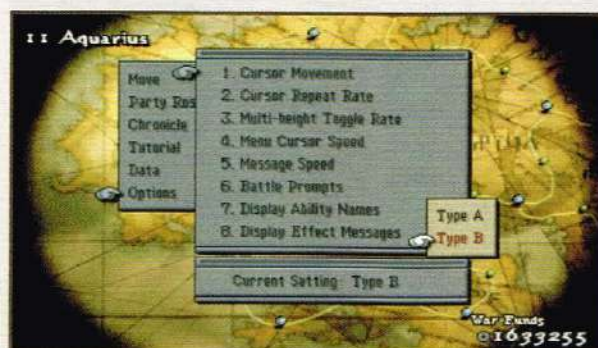 11 Aquarius
Move
Party Ros
Chronicle
Tutorial
Data
Options
1. Cursor Movement
2. Cursor Repeat Rate
3. Multi-height Toggle Rate
4. Menu Cursor Speed
5. Message Speed
6. Battle Prompts
7. Display Ability Names
8. Display Effect Messages
Type A
Type B
Current Setting Type B
War Funds
01633255